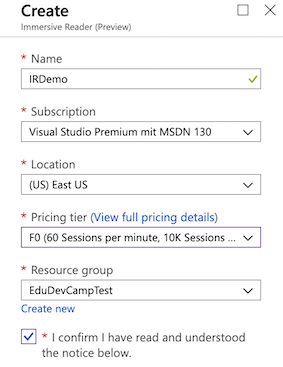 Create
Immersive Reader (Preview)
* Name
IRDemo
* Subscription
Visual Studio Premium mit MSDN 130
* Location
(US) East US
* Pricing tier (View full pricing details)
F0 (60 Sessions per minute, 10K Sessions ...
* Resource group
EduDevCampTest
Create new
* I confirm I have read and understood
the notice below.